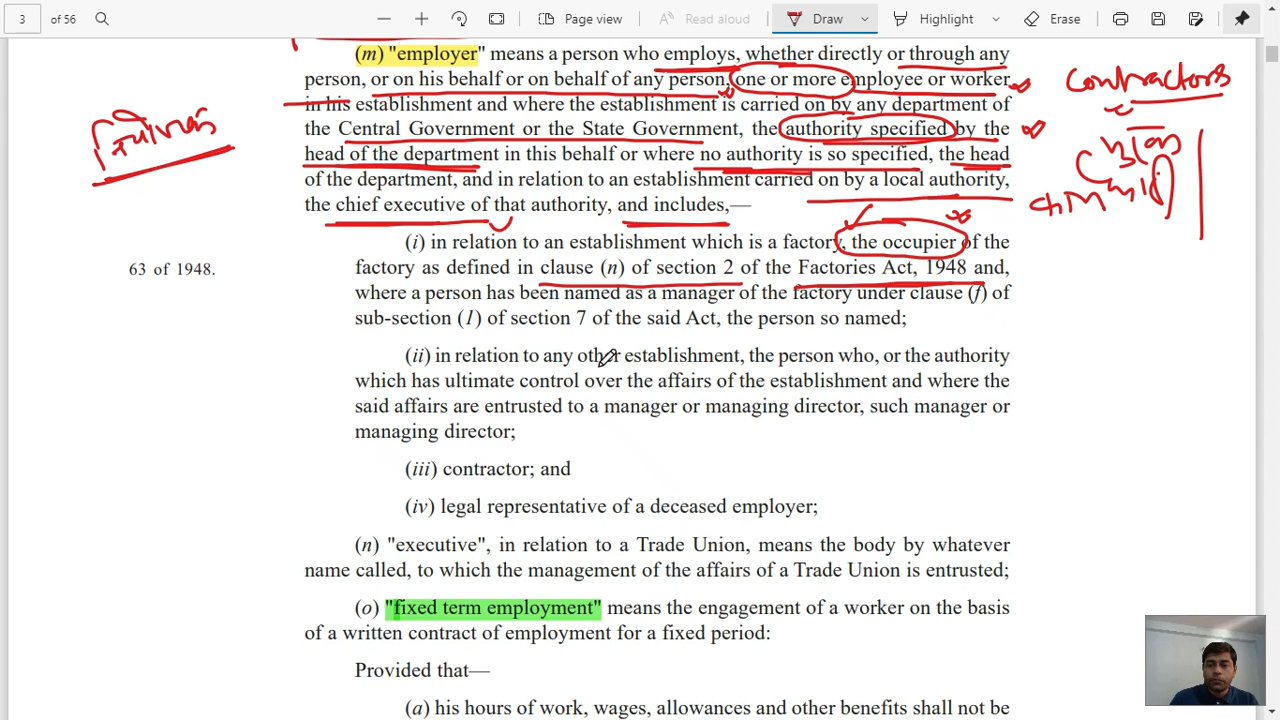 3 of 56 Page view Read aloud Draw Highlight Erase
(m) "employer" means a person who employs, whether directly or through any
person, or on his behalf or on behalf of any person, one or more employee or worker
in his establishment and where the establishment is carried on by any department of
the Central Government or the State Government, the authority specified by the
head of the department in this behalf or where no authority is so specified, the head
of the department, and in relation to an establishment carried on by a local authority,
the chief executive of that authority, and includes,—
contractors
(i) in relation to an establishment which is a factory, the occupier of the
63 of 1948.
factory as defined in clause (n) of section 2 of the Factories Act, 1948 and,
where a person has been named as a manager of the factory under clause (f) of
sub-section (1) of section 7 of the said Act, the person so named;
(ii) in relation to any other establishment, the person who, or the authority
which has ultimate control over the affairs of the establishment and where the
said affairs are entrusted to a manager or managing director, such manager or
managing director;
(iii) contractor; and
(iv) legal representative of a deceased employer;
(n) "executive", in relation to a Trade Union, means the body by whatever
name called, to which the management of the affairs of a Trade Union is entrusted;
(o) "fixed term employment" means the engagement of a worker on the basis
of a written contract of employment for a fixed period:
Provided that—
(a) his hours of work, wages, allowances and other benefits shall not be